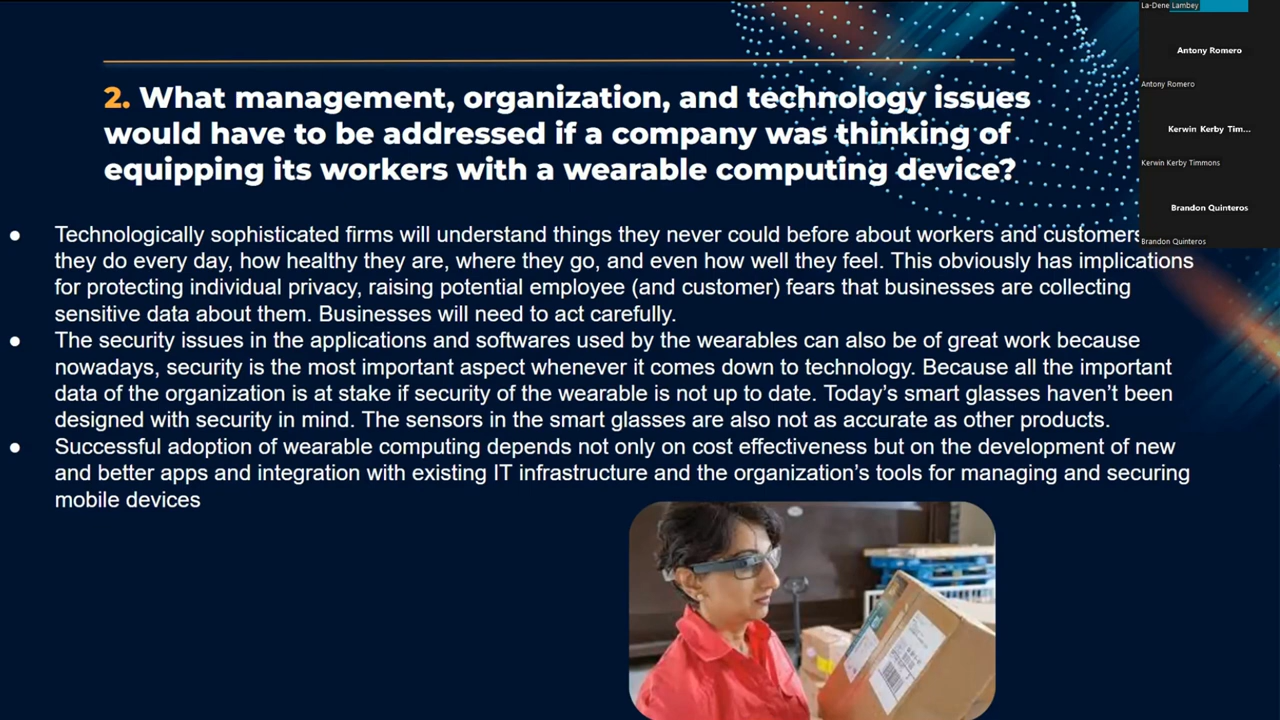 2. What management, organization, and technology issues
would have to be addressed if a company was thinking of
equipping its workers with a wearable computing device?
● Technologically sophisticated firms will understand things they never could before about workers and customers
they do every day, how healthy they are, where they go, and even how well they feel. This obviously has implications
for protecting individual privacy, raising potential employee (and customer) fears that businesses are collecting
sensitive data about them. Businesses will need to act carefully.
● The security issues in the applications and softwares used by the wearables can also be of great work because
nowadays, security is the most important aspect whenever it comes down to technology. Because all the important
data of the organization is at stake if security of the wearable is not up to date. Today’s smart glasses haven’t been
designed with security in mind. The sensors in the smart glasses are also not as accurate as other products.
● Successful adoption of wearable computing depends not only on cost effectiveness but on the development of new
and better apps and integration with existing IT infrastructure and the organization’s tools for managing and securing
mobile devices
La-Dene Lambey
Antony Romero
Antony Romero
Kerwin Kerby Tim...
Kerwin Kerby Timmons
Brandon Quinteros
Brandon Quinteros